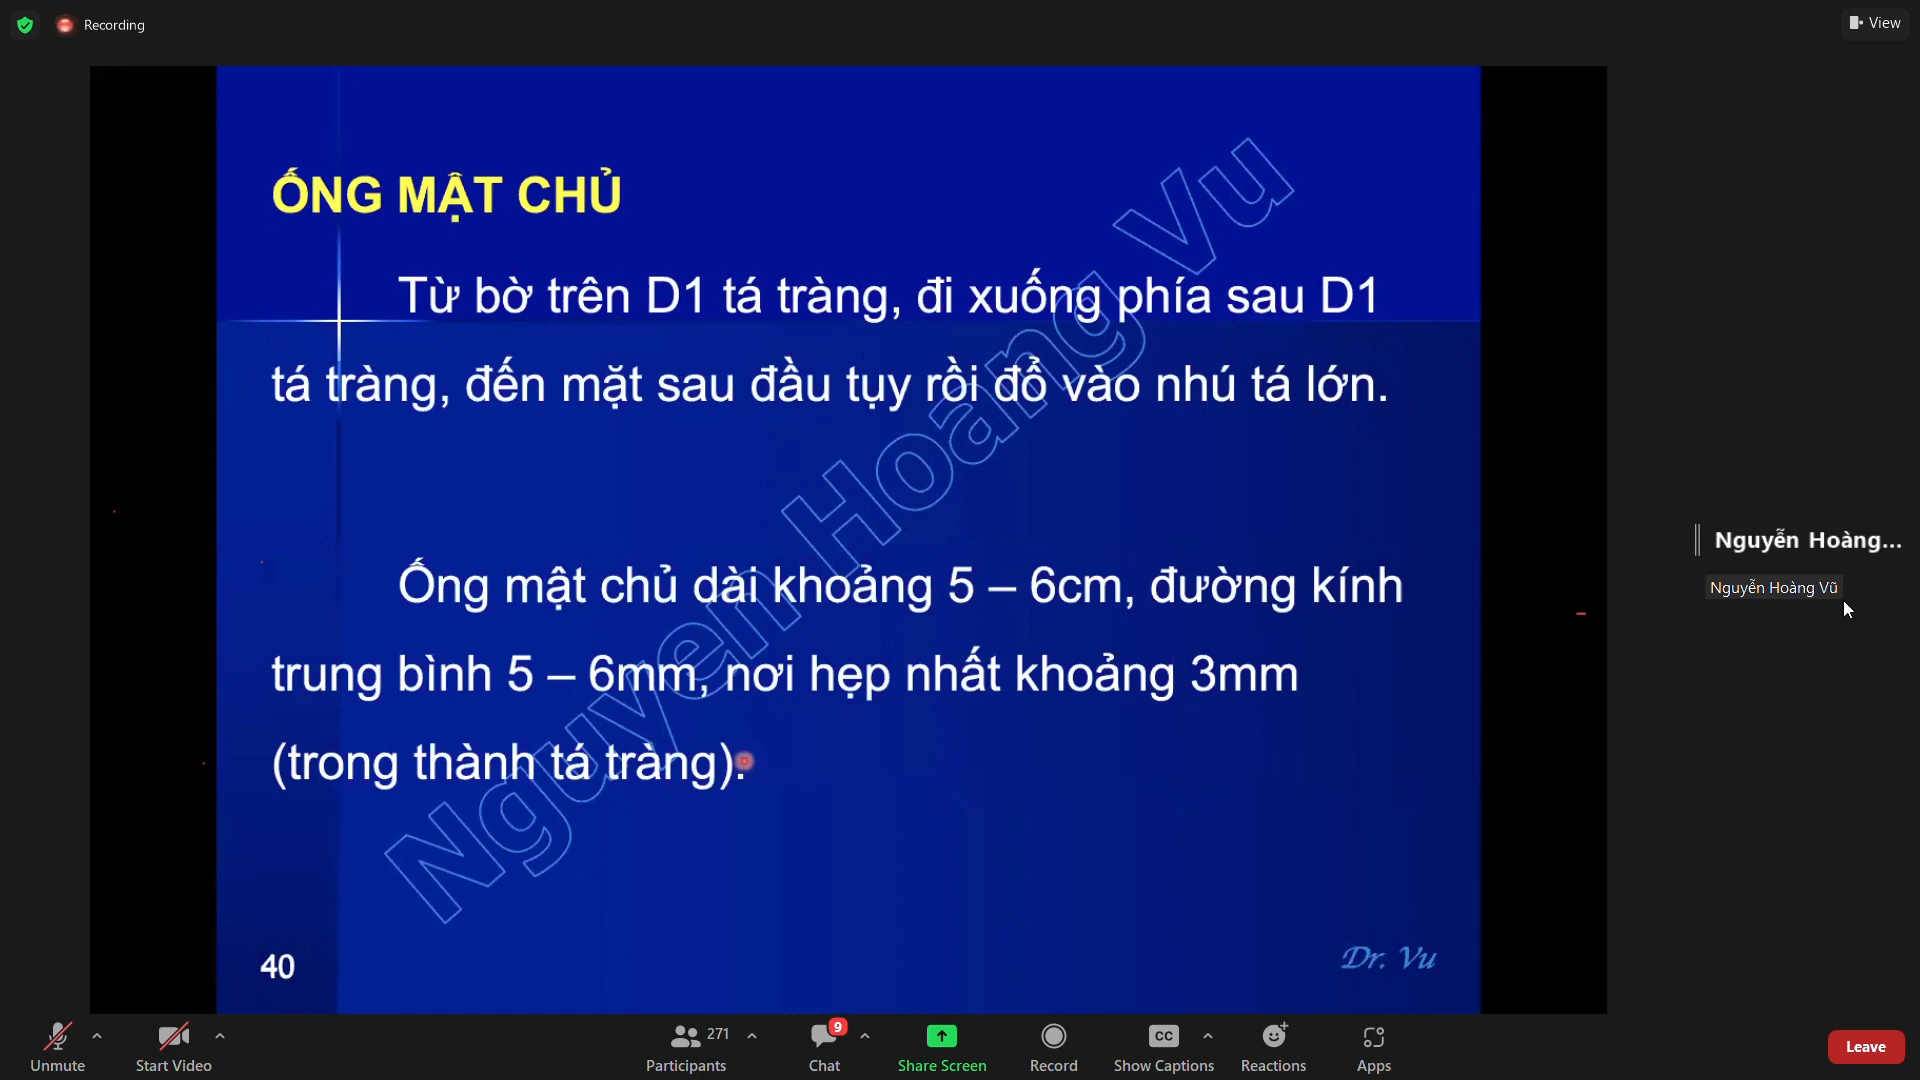 Recording
View
ỐNG MẬT CHỦ
Từ bờ trên D1 tá tràng, đi xuống phía sau D1
tá tràng, đến mặt sau đầu tụy rồi đổ vào nhú tá lớn.
Nguyễn Hoàng...
Nguyễn Hoàng Vũ
Ống mật chủ dài khoảng 5 – 6cm, đường kính
trung bình 5 – 6mm, nơi hẹp nhất khoảng 3mm
(trong thành tá tràng).
Nguyen Hoang Vu
40
Dr. Vu
Unmute
Start Video
271
Participants
9
Chat
Share Screen
Record
CC
Show Captions
Reactions
Apps
Leave